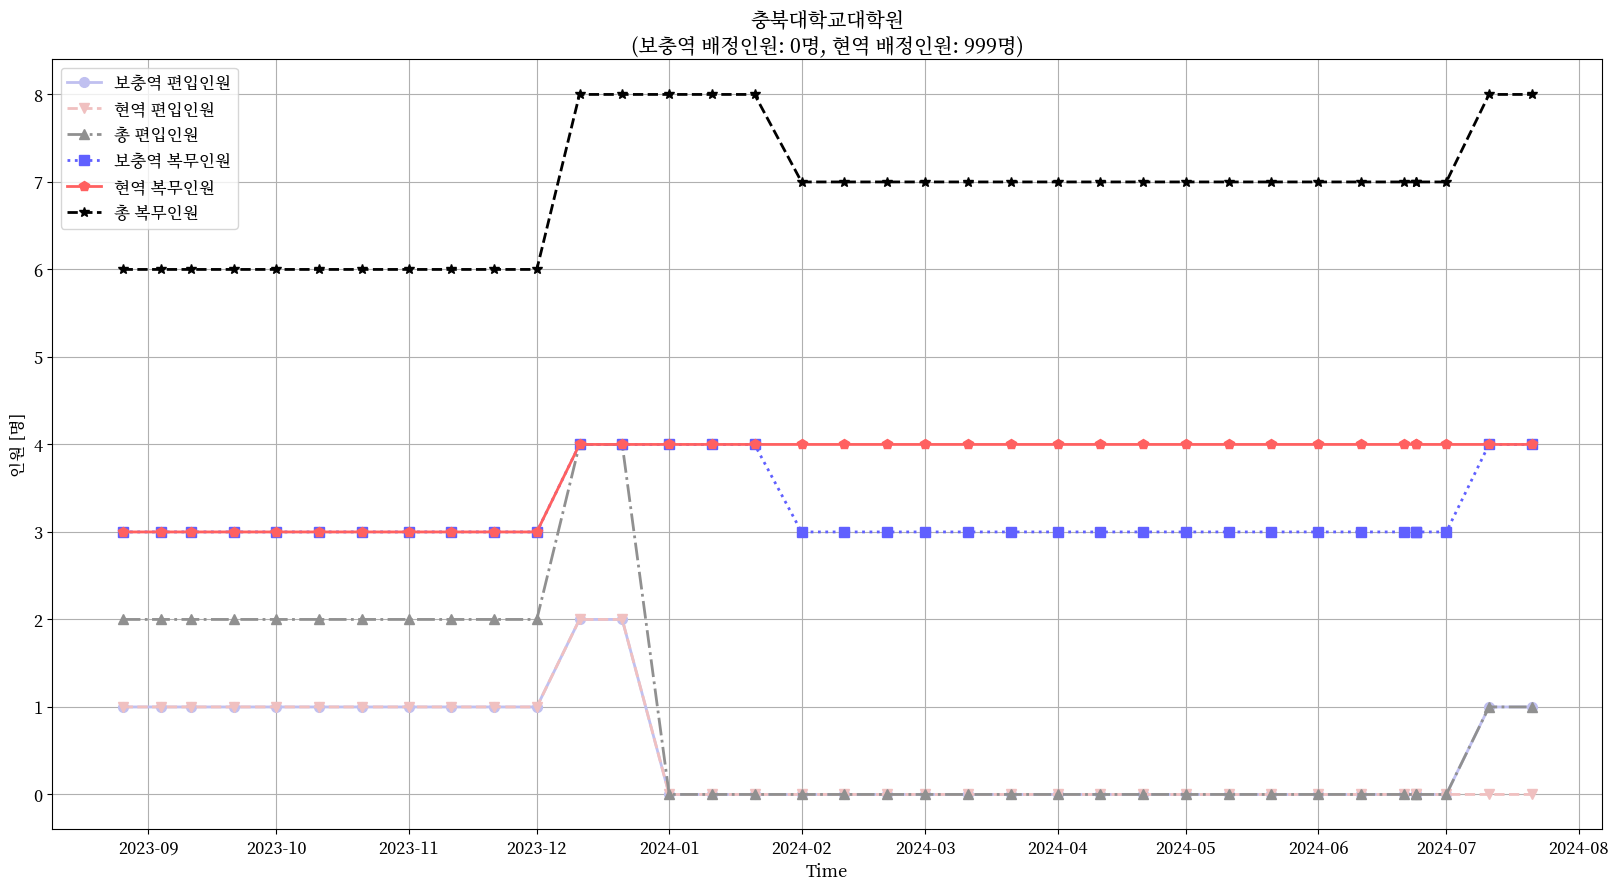 충북대학교대학원
(보충역 배정인원: 0명, 현역 배정인원: 999명)
보충역 편입인원
현역 편입인원
총 편입인원
보충역 복무인원
현역 복무인원
총 복무인원
8
7
6
5
4
3
2
1
0
인원 [명]
2023-09 2023-10 2023-11 2023-12 2024-01 2024-02 2024-03 2024-04 2024-05 2024-06 2024-07 2024-08
Time